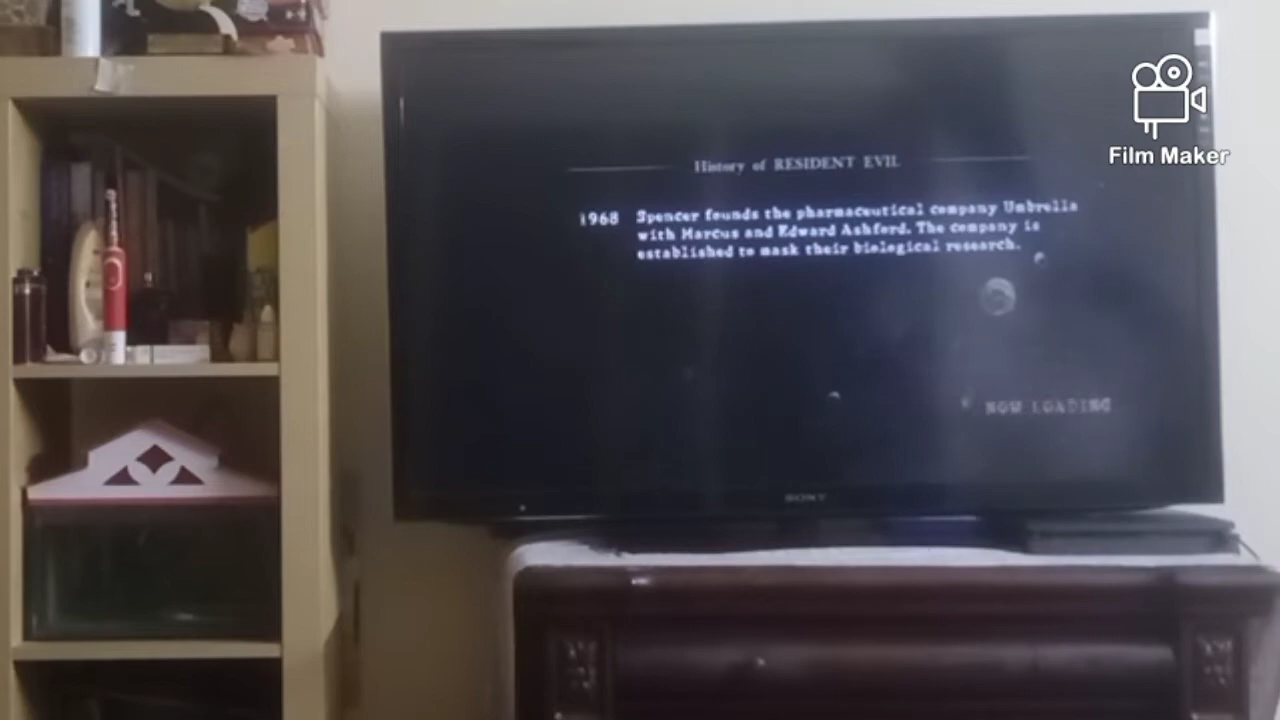 Film Maker
History of RESIDENT EVIL
1968 Spencer founds the pharmaceutical company Umbrella
with Marcus and Edward Ashford. The company is
established to mask their biological research.
NOW LOADING
SONY